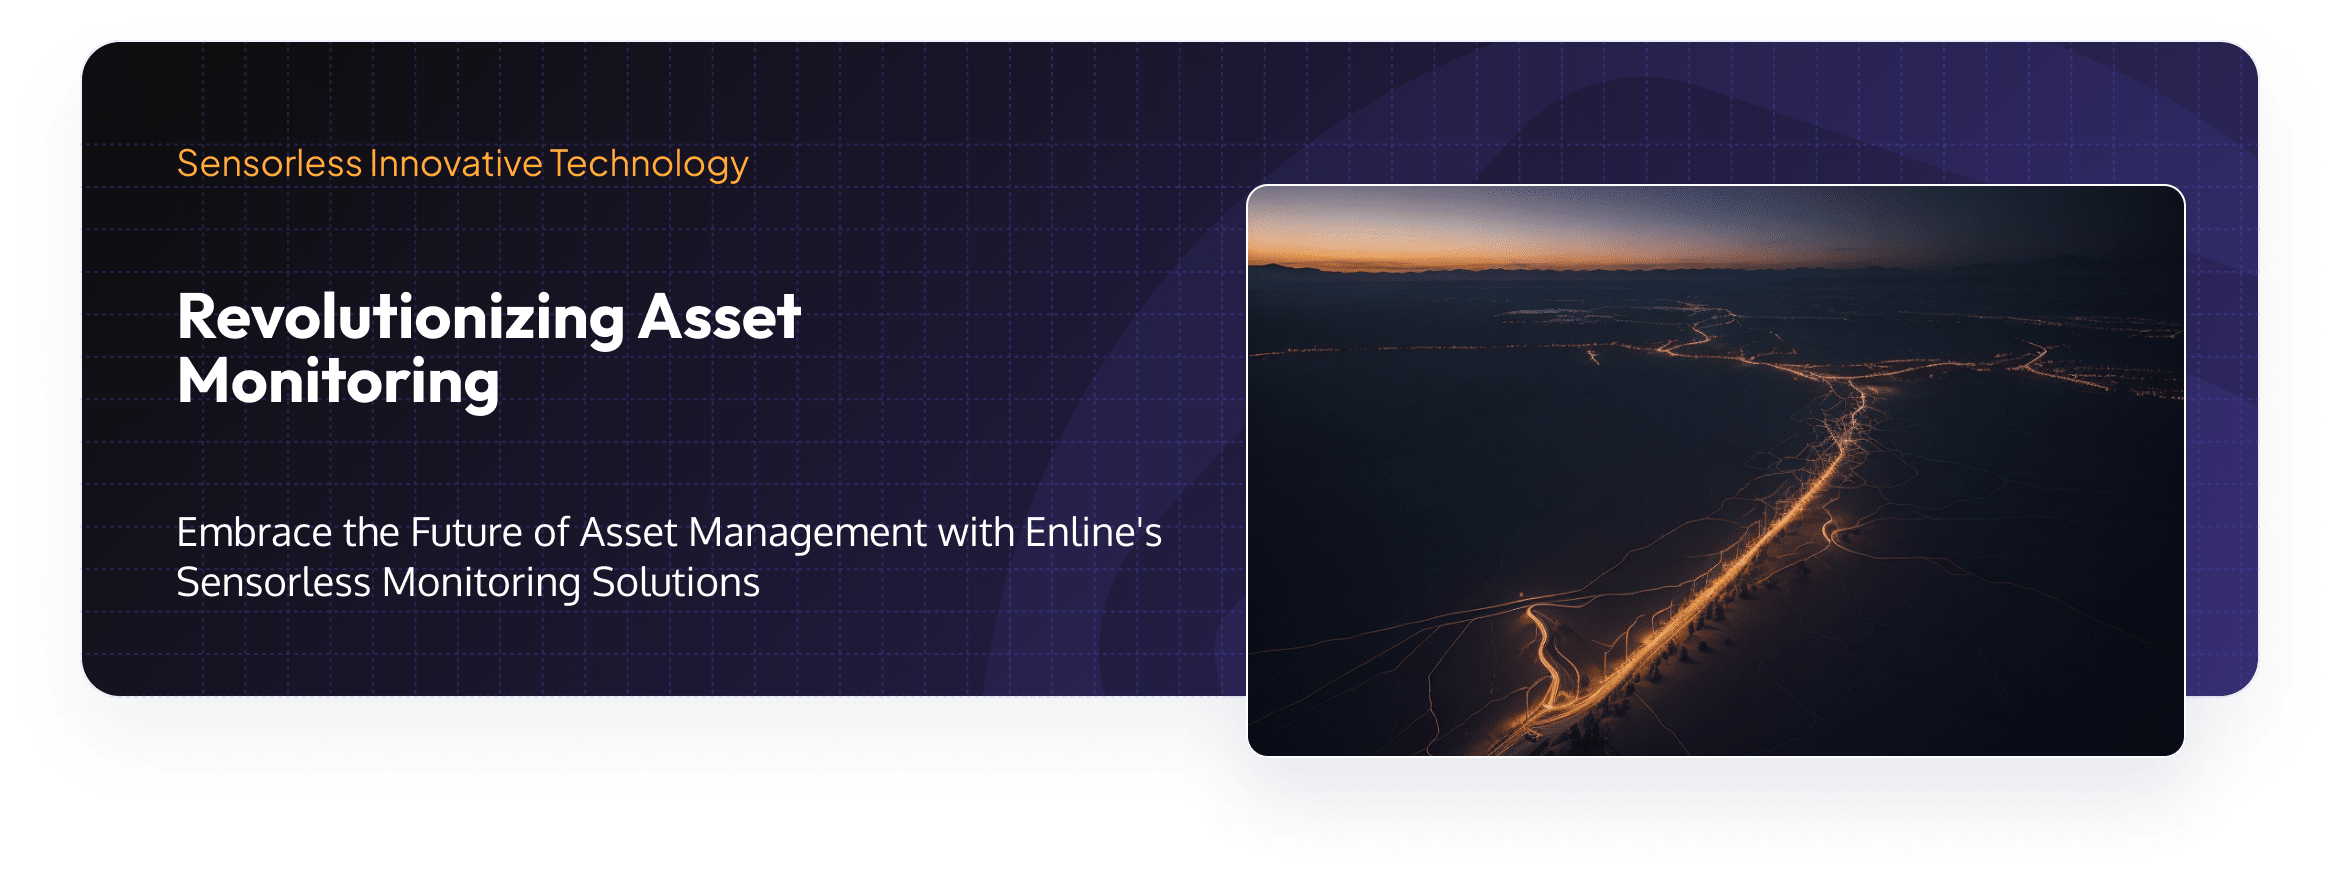 Sensorless Innovative Technology
Revolutionizing Asset
Monitoring
Embrace the Future of Asset Management with Enline's
Sensorless Monitoring Solutions